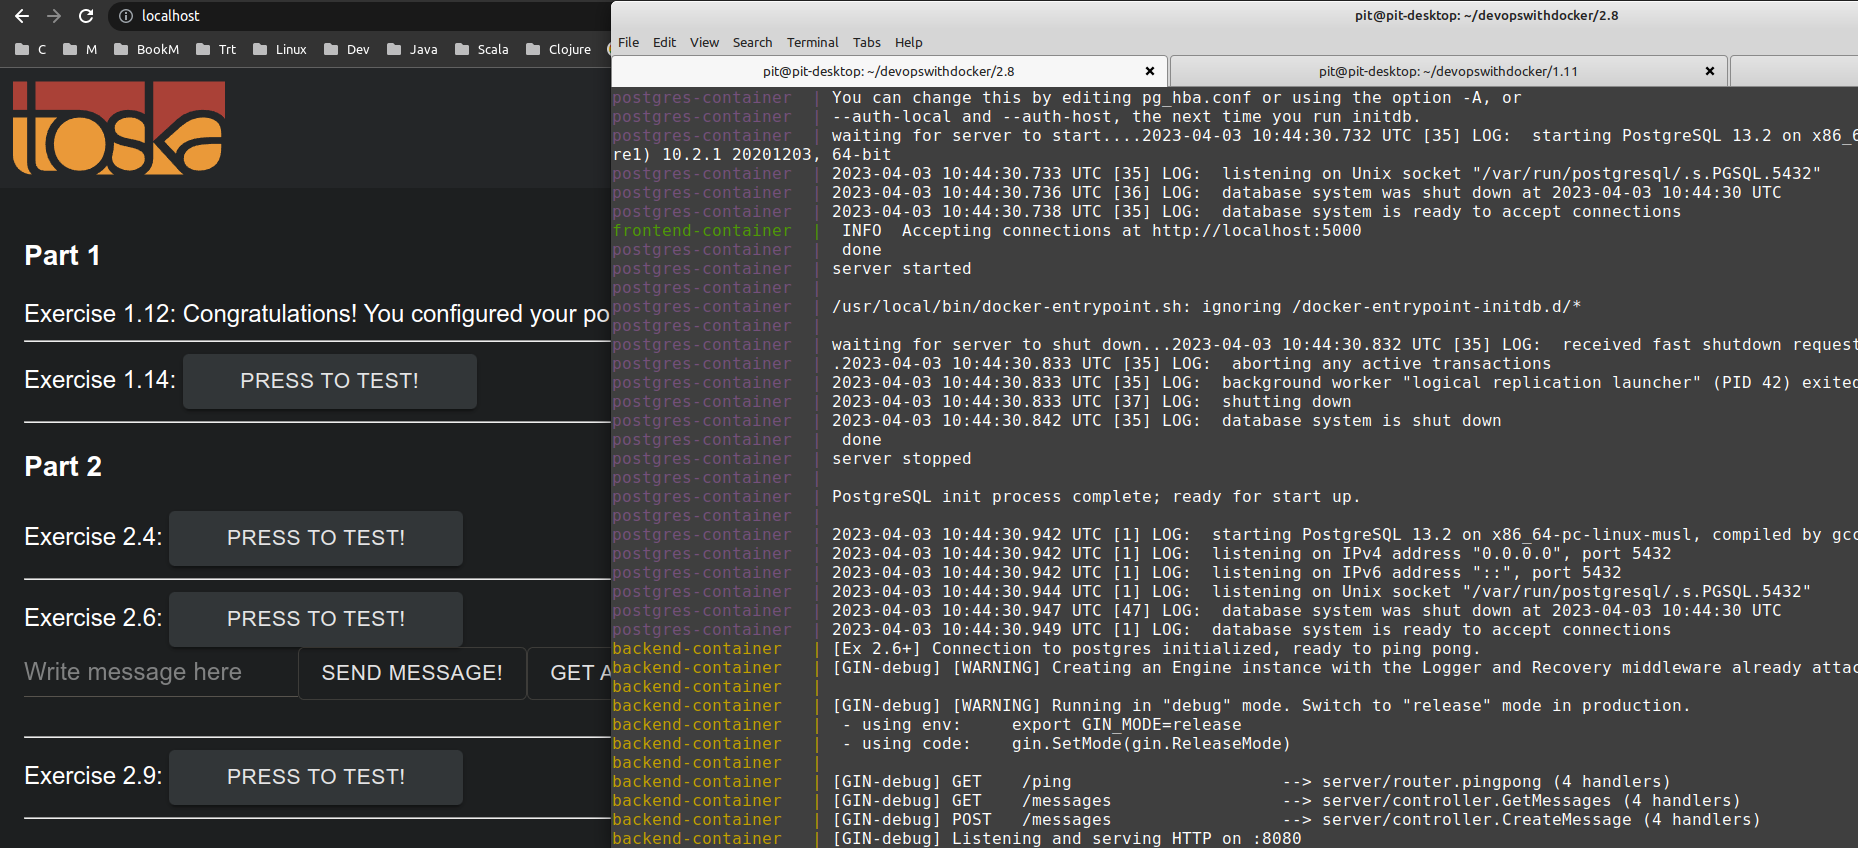 localhost
C M BookM Trt Linux Dev Java Scala Clojure
toska
Part 1
Exercise 1.12: Congratulations! You configured your po
Exercise 1.14: PRESS TO TEST!
Part 2
Exercise 2.4: PRESS TO TEST!
Exercise 2.6: PRESS TO TEST!
Write message here SEND MESSAGE! GET A
Exercise 2.9: PRESS TO TEST!
pit@pit-desktop: ~/devopswithdocker/2.8
File Edit View Search Terminal Tabs Help
pit@pit-desktop: ~/devopswithdocker/2.8 × pit@pit-desktop: ~/devopswithdocker/1.11 ×
postgres-container | You can change this by editing pg_hba.conf or using the option -A, or
postgres-container | --auth-local and --auth-host, the next time you run initdb.
postgres-container | waiting for server to start....2023-04-03 10:44:30.732 UTC [35] LOG:  starting PostgreSQL 13.2 on x86_6
re1) 10.2.1 20201203, 64-bit
postgres-container | 2023-04-03 10:44:30.733 UTC [35] LOG:  listening on Unix socket "/var/run/postgresql/.s.PGSQL.5432"
postgres-container | 2023-04-03 10:44:30.736 UTC [36] LOG:  database system was shut down at 2023-04-03 10:44:30 UTC
postgres-container | 2023-04-03 10:44:30.738 UTC [35] LOG:  database system is ready to accept connections
frontend-container |  INFO  Accepting connections at http://localhost:5000
postgres-container |  done
postgres-container | server started
postgres-container |
postgres-container | /usr/local/bin/docker-entrypoint.sh: ignoring /docker-entrypoint-initdb.d/*
postgres-container |
postgres-container | waiting for server to shut down...2023-04-03 10:44:30.832 UTC [35] LOG:  received fast shutdown request
postgres-container | .2023-04-03 10:44:30.833 UTC [35] LOG:  aborting any active transactions
postgres-container | 2023-04-03 10:44:30.833 UTC [35] LOG:  background worker "logical replication launcher" (PID 42) exited
postgres-container | 2023-04-03 10:44:30.833 UTC [37] LOG:  shutting down
postgres-container | 2023-04-03 10:44:30.842 UTC [35] LOG:  database system is shut down
postgres-container |  done
postgres-container | server stopped
postgres-container |
postgres-container | PostgreSQL init process complete; ready for start up.
postgres-container |
postgres-container | 2023-04-03 10:44:30.942 UTC [1] LOG:  starting PostgreSQL 13.2 on x86_64-pc-linux-musl, compiled by gcc
postgres-container | 2023-04-03 10:44:30.942 UTC [1] LOG:  listening on IPv4 address "0.0.0.0", port 5432
postgres-container | 2023-04-03 10:44:30.942 UTC [1] LOG:  listening on IPv6 address "::", port 5432
postgres-container | 2023-04-03 10:44:30.944 UTC [1] LOG:  listening on Unix socket "/var/run/postgresql/.s.PGSQL.5432"
postgres-container | 2023-04-03 10:44:30.947 UTC [47] LOG:  database system was shut down at 2023-04-03 10:44:30 UTC
postgres-container | 2023-04-03 10:44:30.949 UTC [1] LOG:  database system is ready to accept connections
backend-container | [Ex 2.6+] Connection to postgres initialized, ready to ping pong.
backend-container | [GIN-debug] [WARNING] Creating an Engine instance with the Logger and Recovery middleware already attac
backend-container |
backend-container | [GIN-debug] [WARNING] Running in "debug" mode. Switch to "release" mode in production.
backend-container |  - using env:     export GIN_MODE=release
backend-container |  - using code:    gin.SetMode(gin.ReleaseMode)
backend-container |
backend-container | [GIN-debug] GET    /ping                     --> server/router.pingpong (4 handlers)
backend-container | [GIN-debug] GET    /messages                 --> server/controller.GetMessages (4 handlers)
backend-container | [GIN-debug] POST   /messages                 --> server/controller.CreateMessage (4 handlers)
backend-container | [GIN-debug] Listening and serving HTTP on :8080